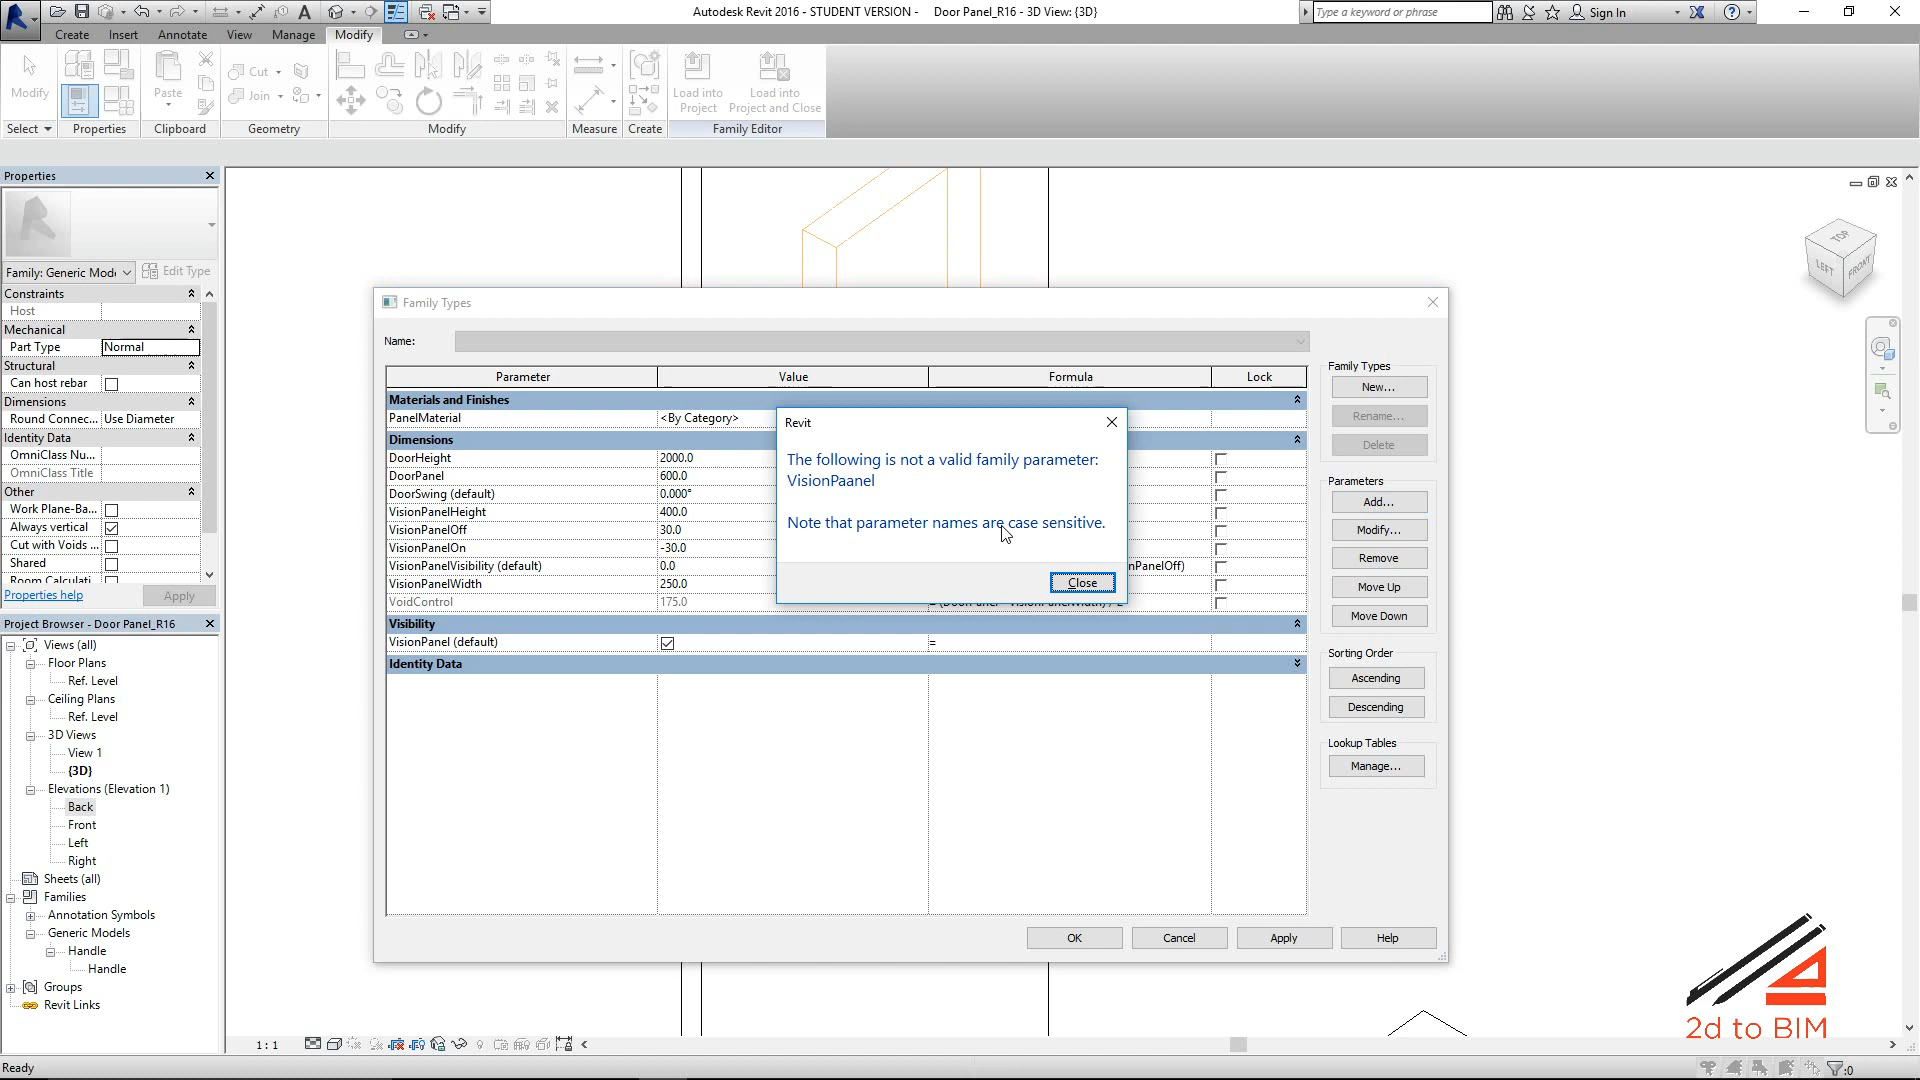 Autodesk Revit 2016 - STUDENT VERSION - Door Panel_R16 - 3D View: {3D}
Type a keyword or phrase
Sign In
Create Insert Annotate View Manage Modify
Modify
Paste
Cut
Join
Load into Project
Load into Project and Close
Select Properties Clipboard Geometry Modify Measure Create Family Editor
Properties
Family: Generic Mode
Edit Type
Constraints
Host
Mechanical
Part Type Normal
Structural
Can host rebar
Dimensions
Round Connec... Use Diameter
Identity Data
OmniClass Nu...
OmniClass Title
Other
Work Plane-Ba...
Always vertical
Cut with Voids ...
Shared
Room Calculati
Properties help
Apply
Project Browser - Door Panel_R16
Views (all)
Floor Plans
Ref. Level
Ceiling Plans
Ref. Level
3D Views
View 1
{3D}
Elevations (Elevation 1)
Back
Front
Left
Right
Sheets (all)
Families
Annotation Symbols
Generic Models
Handle
Handle
Groups
Revit Links
Ready
TOP
LEFT
FRONT
Family Types
Name:
Parameter Value Formula Lock
Materials and Finishes
PanelMaterial <By Category>
Dimensions
DoorHeight 2000.0
DoorPanel 600.0
DoorSwing (default) 0.000°
VisionPanelHeight 400.0
VisionPanelOff 30.0
VisionPanelOn -30.0
VisionPanelVisibility (default) 0.0 nPanelOff)
VisionPanelWidth 250.0
VoidControl 175.0 = (DoorPanel - VisionPanelWidth) / 2
Visibility
VisionPanel (default) =
Identity Data
Revit
The following is not a valid family parameter:
VisionPaanel
Note that parameter names are case sensitive.
Close
Family Types
New...
Rename...
Delete
Parameters
Add...
Modify...
Remove
Move Up
Move Down
Sorting Order
Ascending
Descending
Lookup Tables
Manage...
OK Cancel Apply Help
1 : 1
2d to BIM
:0